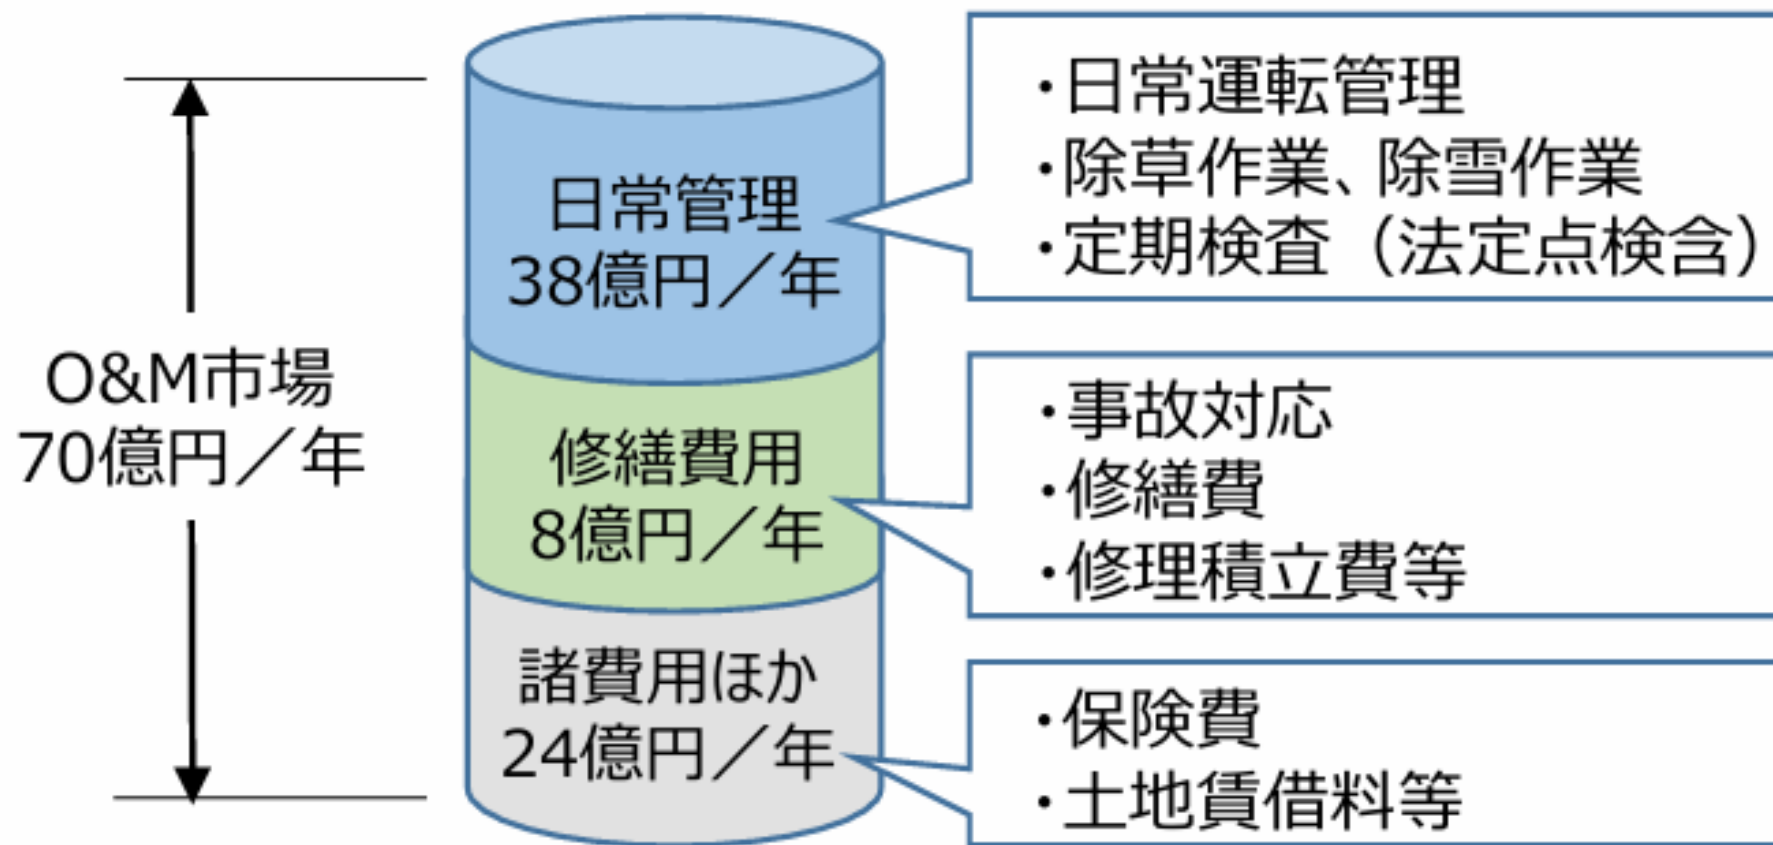 O&M市場
70億円／年
日常管理
38億円／年
・日常運転管理
・除草作業、除雪作業
・定期検査（法定点検含）
修繕費用
8億円／年
・事故対応
・修繕費
・修理積立費等
諸費用ほか
24億円／年
・保険費
・土地賃借料等